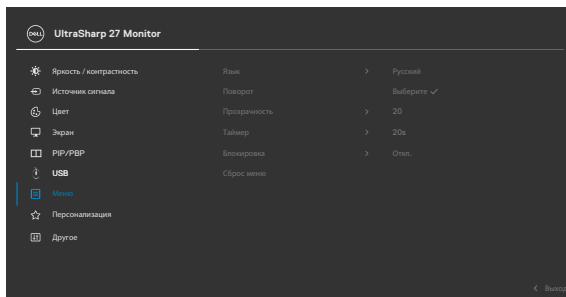 DELL UltraSharp 27 Monitor
Яркость / контрастность Язык > Русский
Источник сигнала Поворот Выберите ✓
Цвет Прозрачность > 20
Экран Таймер > 20s
PIP/PBP Блокировка > Откл.
USB Сброс меню
Меню
Персонализация
Другое
< Выход